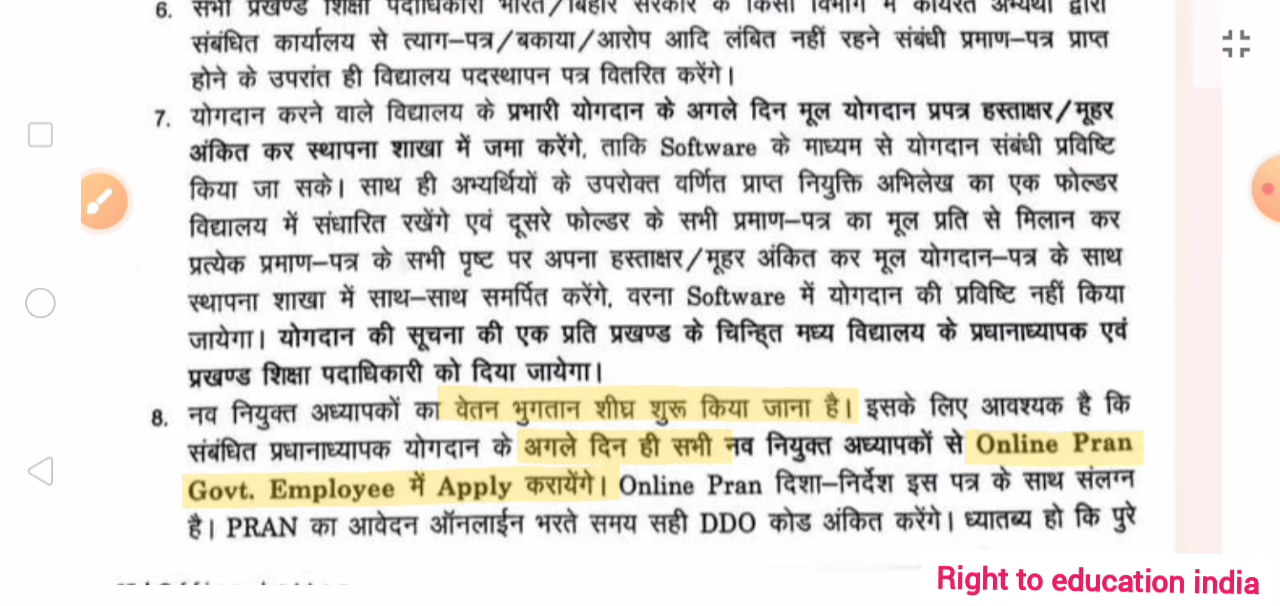 6. सभी प्रखण्ड शिक्षा पदाधिकारी भारत/बिहार सरकार के किसी विभाग में कार्यरत अभ्यर्थी द्वारा
संबंधित कार्यालय से त्याग–पत्र/बकाया/आरोप आदि लंबित नहीं रहने संबंधी प्रमाण–पत्र प्राप्त
होने के उपरांत ही विद्यालय पदस्थापन पत्र वितरित करेंगे।
7. योगदान करने वाले विद्यालय के प्रभारी योगदान के अगले दिन मूल योगदान प्रपत्र हस्ताक्षर/मूहर
अंकित कर स्थापना शाखा में जमा करेंगे, ताकि Software के माध्यम से योगदान संबंधी प्रविष्टि
किया जा सके। साथ ही अभ्यर्थियों के उपरोक्त वर्णित प्राप्त नियुक्ति अभिलेख का एक फोल्डर
विद्यालय में संधारित रखेंगे एवं दूसरे फोल्डर के सभी प्रमाण–पत्र का मूल प्रति से मिलान कर
प्रत्येक प्रमाण–पत्र के सभी पृष्ट पर अपना हस्ताक्षर/मूहर अंकित कर मूल योगदान–पत्र के साथ
स्थापना शाखा में साथ–साथ समर्पित करेंगे, वरना Software में योगदान की प्रविष्टि नहीं किया
जायेगा। योगदान की सूचना की एक प्रति प्रखण्ड के चिन्हित मध्य विद्यालय के प्रधानाध्यापक एवं
प्रखण्ड शिक्षा पदाधिकारी को दिया जायेगा।
8. नव नियुक्त अध्यापकों का वेतन भुगतान शीघ्र शुरू किया जाना है। इसके लिए आवश्यक है कि
संबंधित प्रधानाध्यापक योगदान के अगले दिन ही सभी नव नियुक्त अध्यापकों से Online Pran
Govt. Employee में Apply करायेंगे। Online Pran दिशा–निर्देश इस पत्र के साथ संलग्न
है। PRAN का आवेदन ऑनलाईन भरते समय सही DDO कोड अंकित करेंगे। ध्यातब्य हो कि पुरे
Right to education india